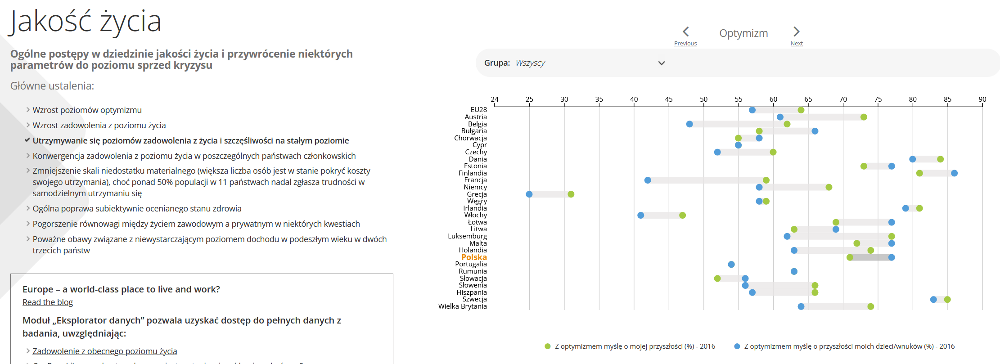 Jakość życia
Ogólne postępy w dziedzinie jakości życia i przywrócenie niektórych
parametrów do poziomu sprzed kryzysu
Główne ustalenia:
Wzrost poziomów optymizmu
Wzrost zadowolenia z poziomu życia
Utrzymywanie się poziomów zadowolenia z życia i szczęśliwości na stałym poziomie
Konwergencja zadowolenia z poziomu życia w poszczególnych państwach członkowskich
Zmniejszenie skali niedostatku materialnego (większa liczba osób jest w stanie pokryć koszty
swojego utrzymania), choć ponad 50% populacji w 11 państwach nadal zgłasza trudności w
samodzielnym utrzymaniu się
Ogólna poprawa subiektywnie ocenianego stanu zdrowia
Pogorszenie równowagi między życiem zawodowym a prywatnym w niektórych kwestiach
Poważne obawy związane z niewystarczającym poziomem dochodu w podeszłym wieku w dwóch
trzecich państw
Europe – a world-class place to live and work?
Read the blog
Moduł „Eksplorator danych” pozwala uzyskać dostęp do pełnych danych z
badania, uwzględniając:
Zadowolenie z obecnego poziomu życia
Previous
Optymizm
Next
Grupa: Wszyscy
24 25 30 35 40 45 50 55 60 65 70 75 80 85 90
EU28
Austria
Belgia
Bułgaria
Chorwacja
Cypr
Czechy
Dania
Estonia
Finlandia
Francja
Niemcy
Grecja
Węgry
Irlandia
Włochy
Łotwa
Litwa
Luksemburg
Malta
Holandia
Polska
Portugalia
Rumunia
Słowacja
Słowenia
Hiszpania
Szwecja
Wielka Brytania
Z optymizmem myślę o mojej przyszłości (%) - 2016
Z optymizmem myślę o przyszłości moich dzieci/wnuków (%) - 2016